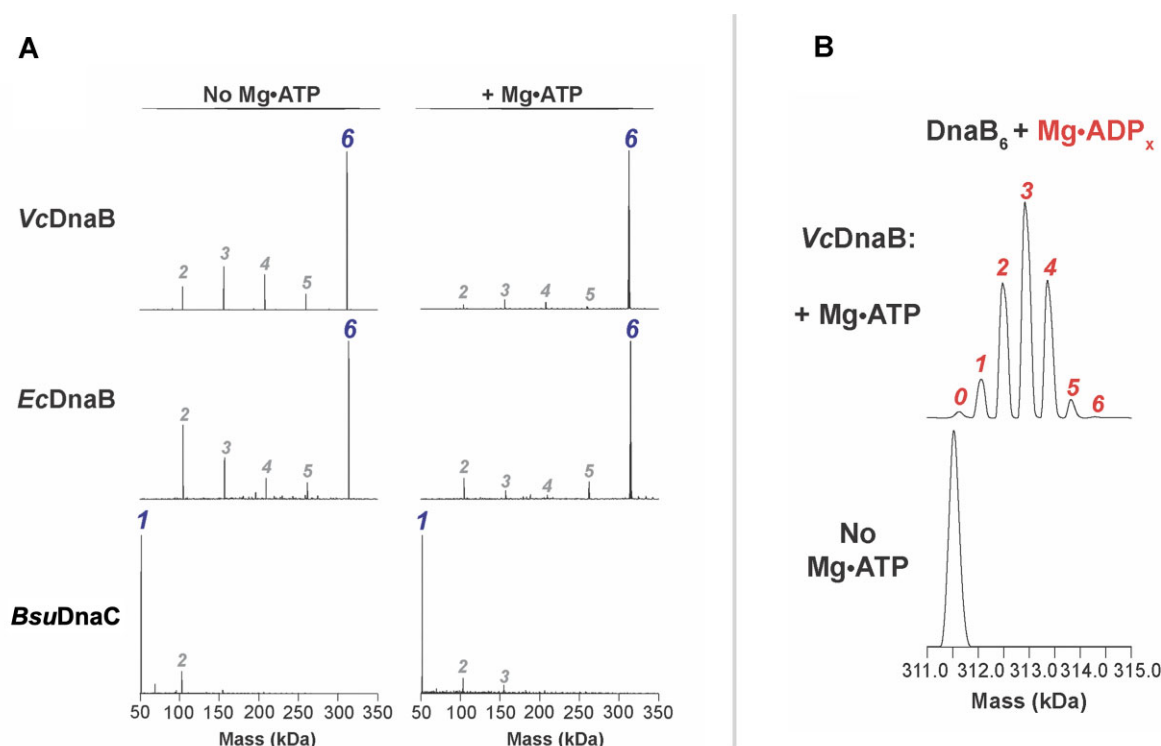 A
No Mg•ATP
+ Mg•ATP
VcDnaB
2
3
4
5
6
2
3
4
5
6
EcDnaB
2
3
4
5
6
2
3
4
5
6
BsuDnaC
1
2
1
2
3
50 100 150 200 250 300 350
50 100 150 200 250 300 350
Mass (kDa)
Mass (kDa)
B
DnaB6 + Mg•ADPx
VcDnaB:
+ Mg•ATP
0
1
2
3
4
5
6
No
Mg•ATP
311.0 312.0 313.0 314.0 315.0
Mass (kDa)